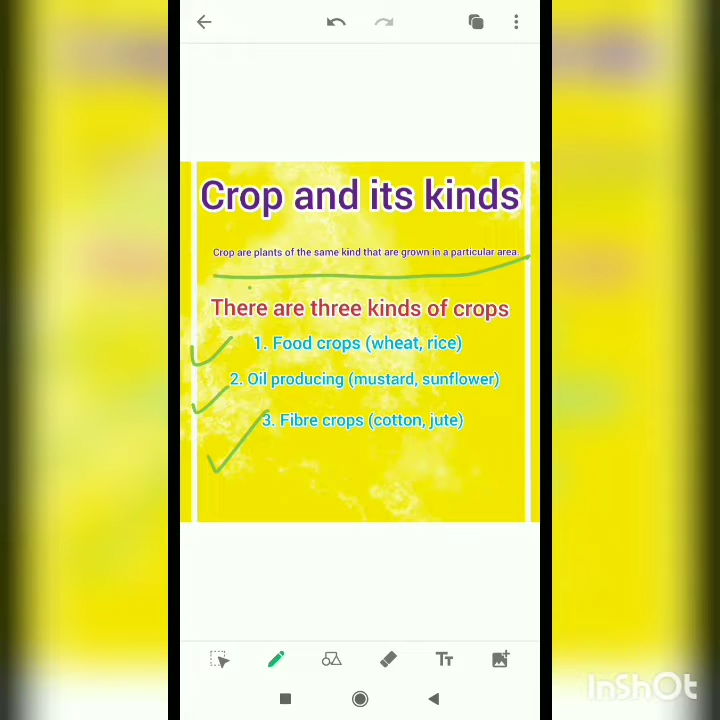 Crop and its kinds
Crop are plants of the same kind that are grown in a particular area.
There are three kinds of crops
1. Food crops (wheat, rice)
2. Oil producing (mustard, sunflower)
3. Fibre crops (cotton, jute)
TT
InShOt